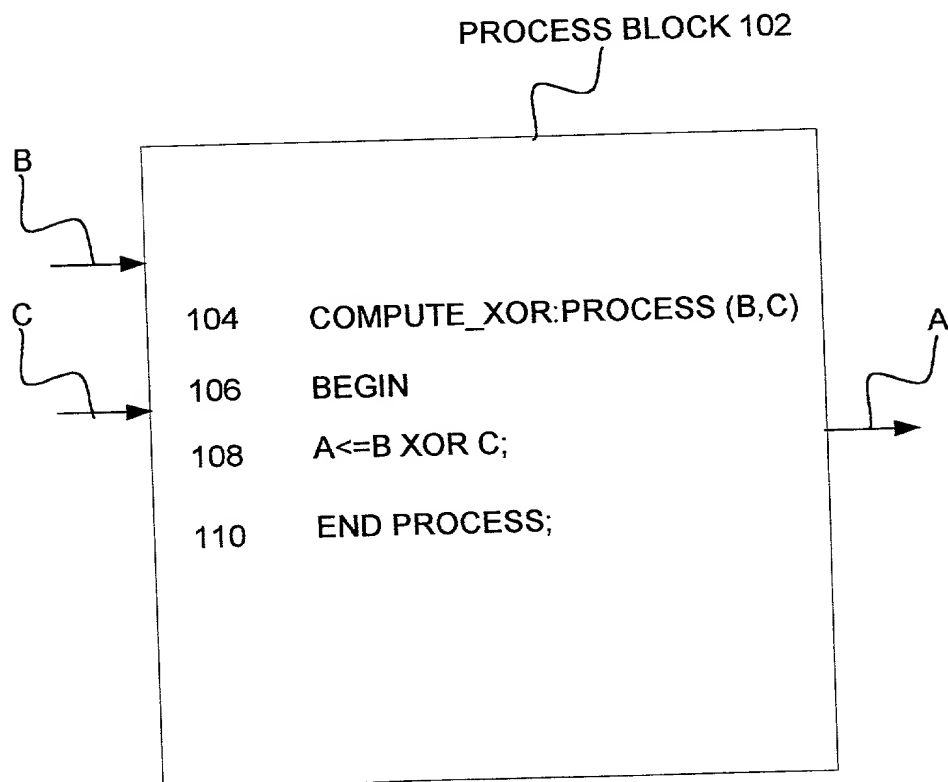 PROCESS BLOCK 102
B
C
104 COMPUTE_XOR:PROCESS (B,C)
A
106 BEGIN
108 A<=B XOR C;
110 END PROCESS;